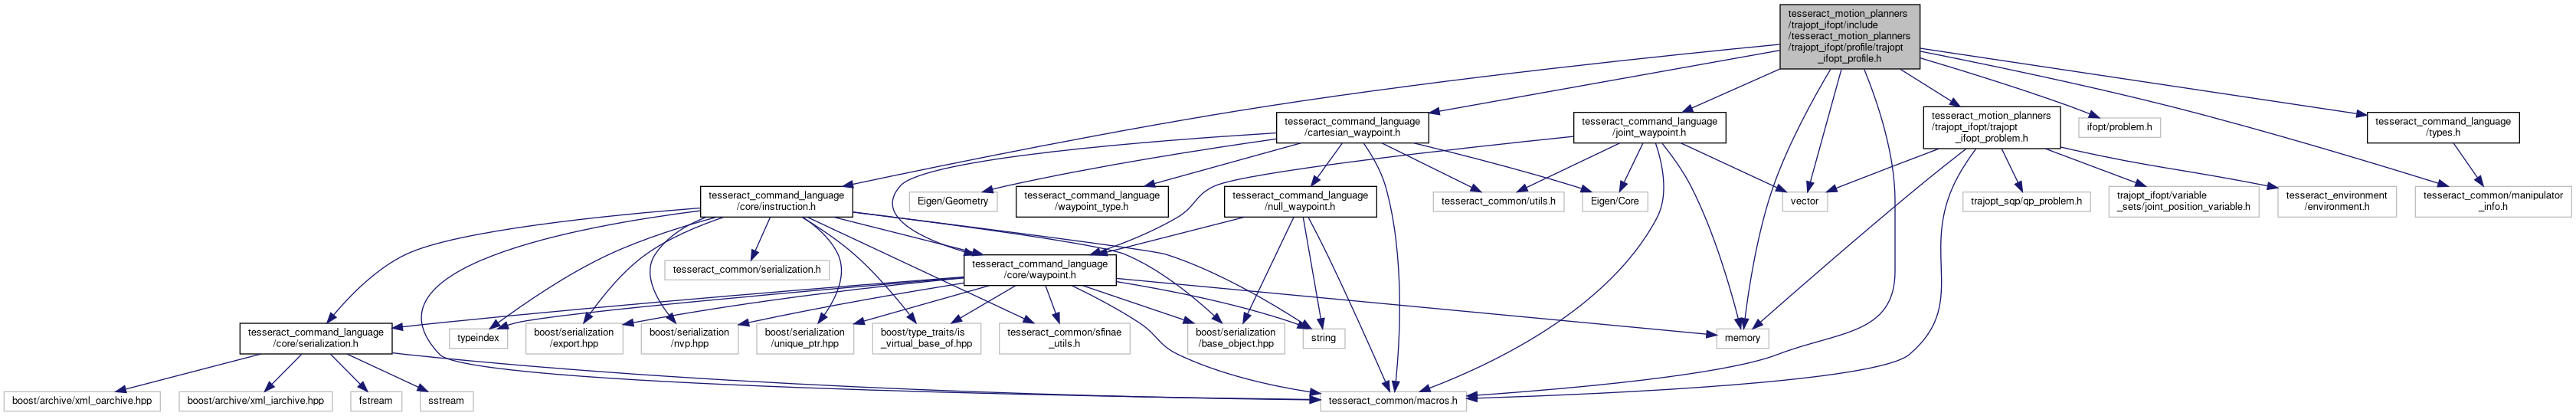 tesseract_motion_planners
/trajopt_ifopt/include
/tesseract_motion_planners
/trajopt_ifopt/profile/trajopt
_ifopt_profile.h
tesseract_command_language
/cartesian_waypoint.h
tesseract_command_language
/joint_waypoint.h
tesseract_motion_planners
/trajopt_ifopt/trajopt
_ifopt_problem.h
ifopt/problem.h
tesseract_command_language
/types.h
tesseract_command_language
/core/instruction.h
Eigen/Geometry
tesseract_command_language
/waypoint_type.h
tesseract_command_language
/null_waypoint.h
tesseract_common/utils.h
Eigen/Core
vector
trajopt_sqp/qp_problem.h
trajopt_ifopt/variable
_sets/joint_position_variable.h
tesseract_environment
/environment.h
tesseract_common/manipulator
_info.h
tesseract_common/serialization.h
tesseract_command_language
/core/waypoint.h
tesseract_command_language
/core/serialization.h
typeindex
boost/serialization
/export.hpp
boost/serialization
/nvp.hpp
boost/serialization
/unique_ptr.hpp
boost/type_traits/is
_virtual_base_of.hpp
tesseract_common/sfinae
_utils.h
boost/serialization
/base_object.hpp
string
memory
boost/archive/xml_oarchive.hpp
boost/archive/xml_iarchive.hpp
fstream
sstream
tesseract_common/macros.h